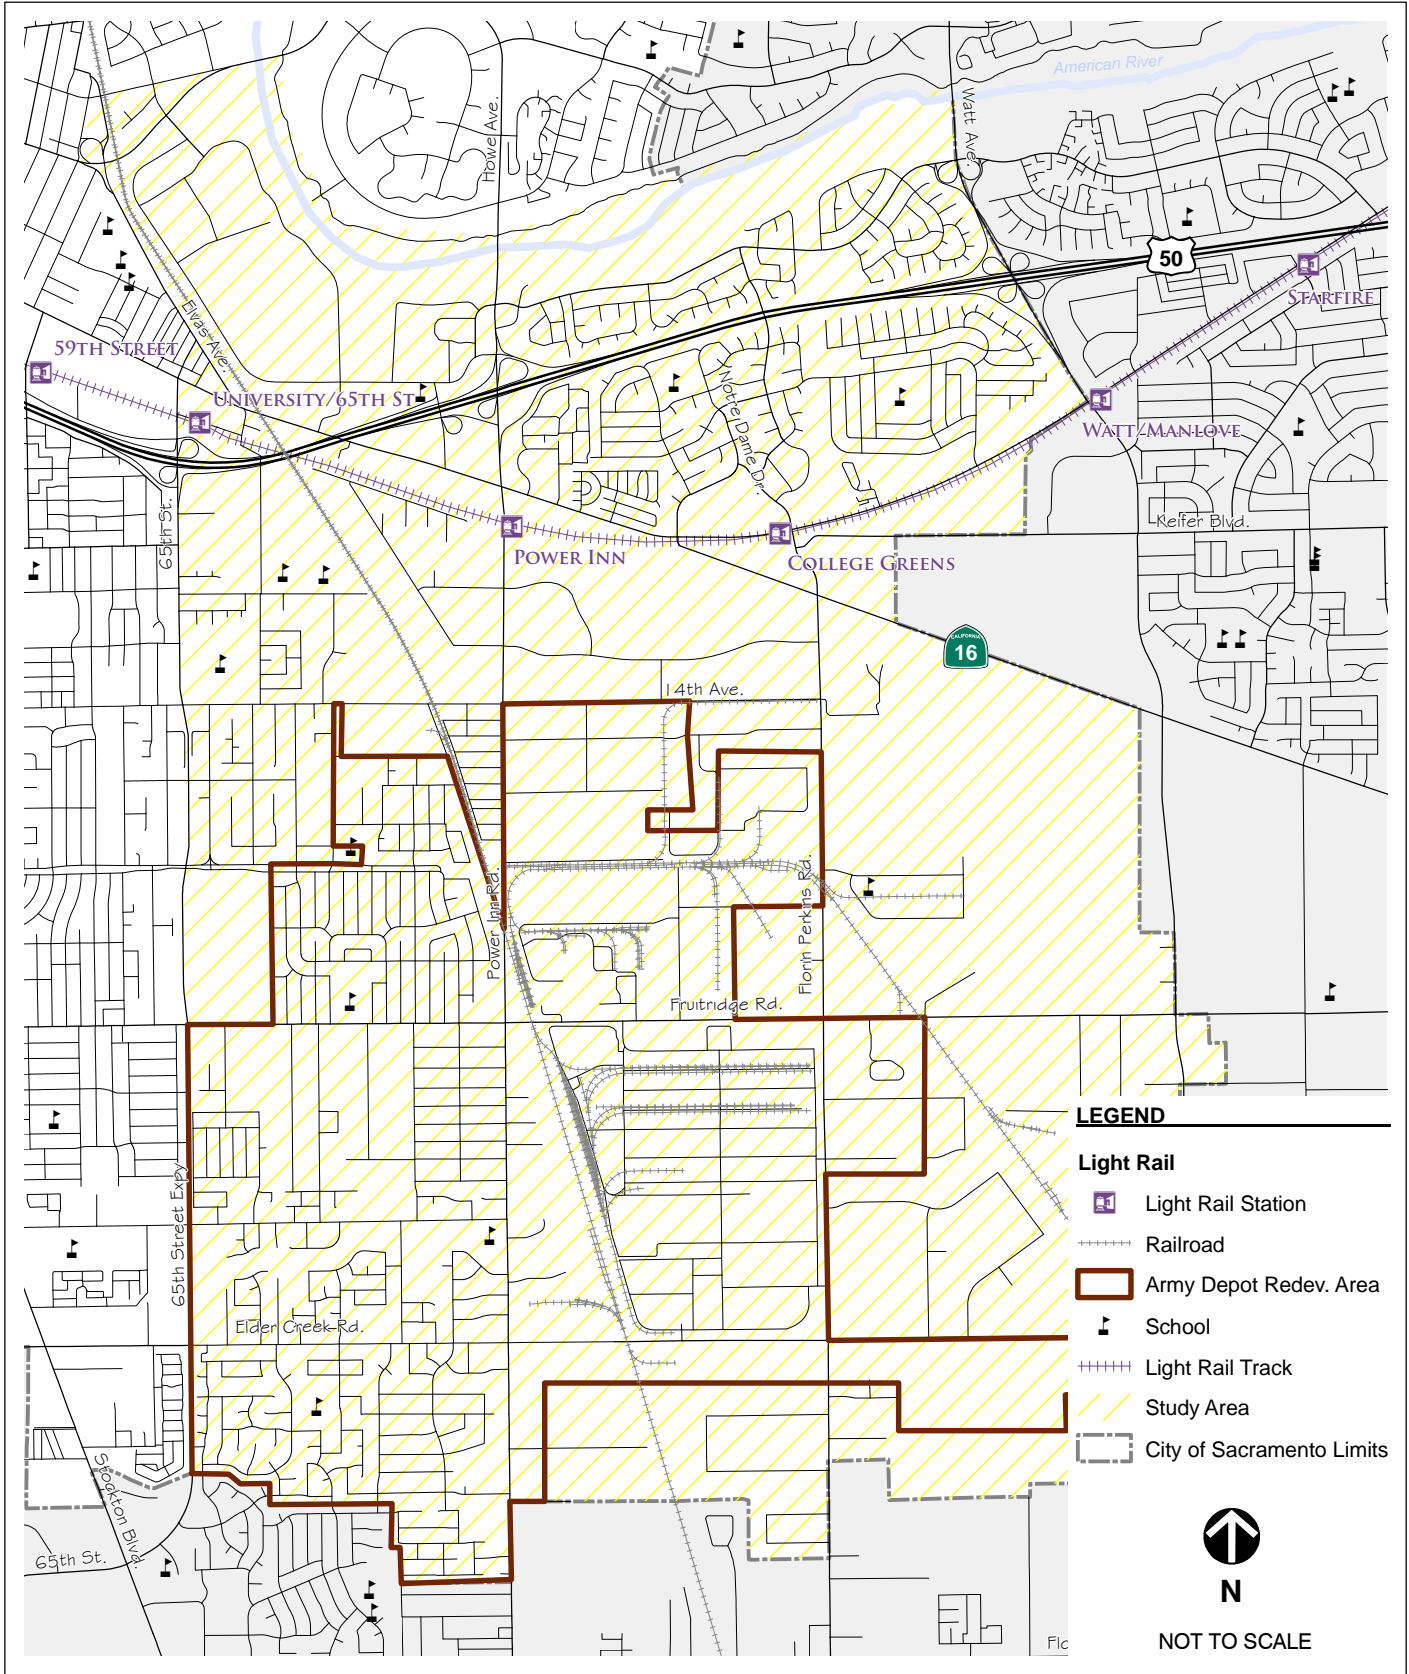 American River
Howe Ave.
Watt Ave.
50
STARFIRE
59TH STREET
Elvas Ave.
UNIVERSITY/65TH ST
Notre Dame Dr.
WATT/MANLOVE
65th St.
POWER INN
COLLEGE GREENS
Keifer Blvd.
CALIFORNIA
16
14th Ave.
Power Inn Rd.
Florin Perkins Rd.
Fruitridge Rd.
65th Street Expy
Elder Creek Rd.
Stockton Blvd.
65th St.
Flo
LEGEND
Light Rail
Light Rail Station
Railroad
Army Depot Redev. Area
School
Light Rail Track
Study Area
City of Sacramento Limits
N
NOT TO SCALE